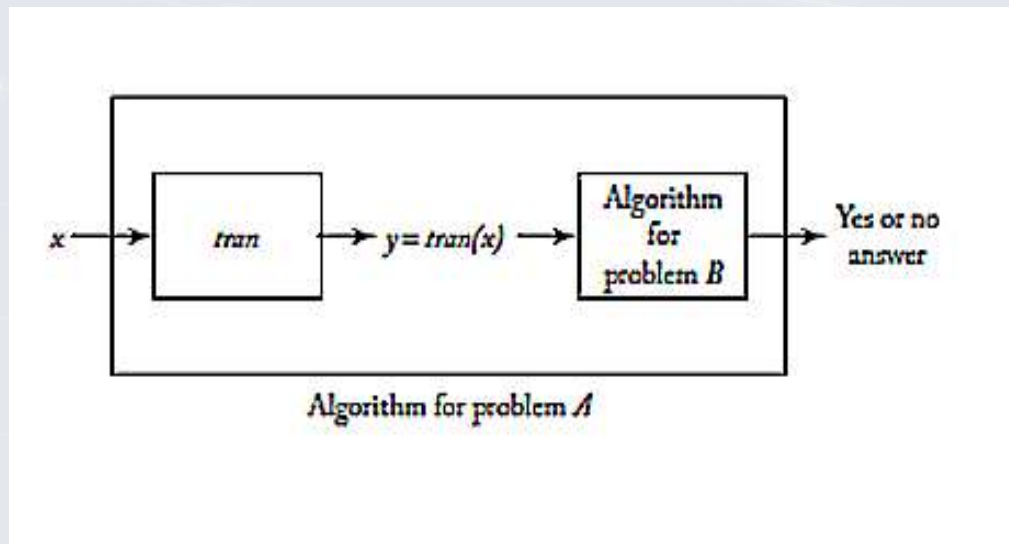 x
tran
y = tran(x)
Algorithm
for
problem B
Yes or no
answer
Algorithm for problem A